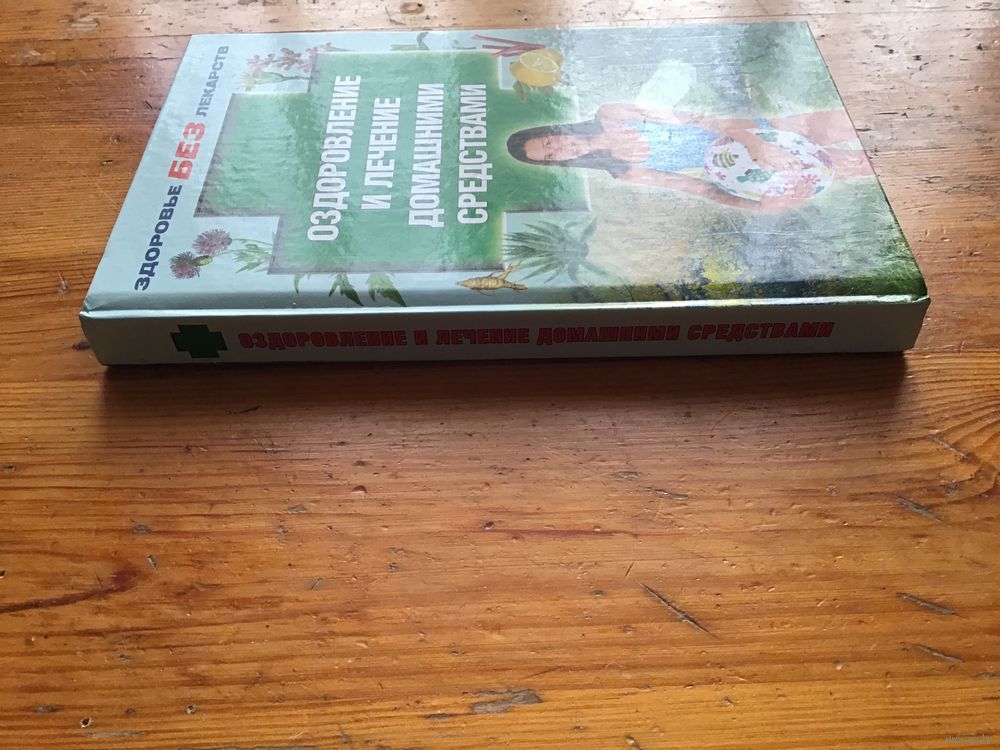 ЗДОРОВЬЕ БЕЗ ЛЕКАРСТВ
ОЗДОРОВЛЕНИЕ
И ЛЕЧЕНИЕ
ДОМАШНИМИ
СРЕДСТВАМИ
ОЗДОРОВЛЕНИЕ И ЛЕЧЕНИЕ ДОМАШНИМИ СРЕДСТВАМИ